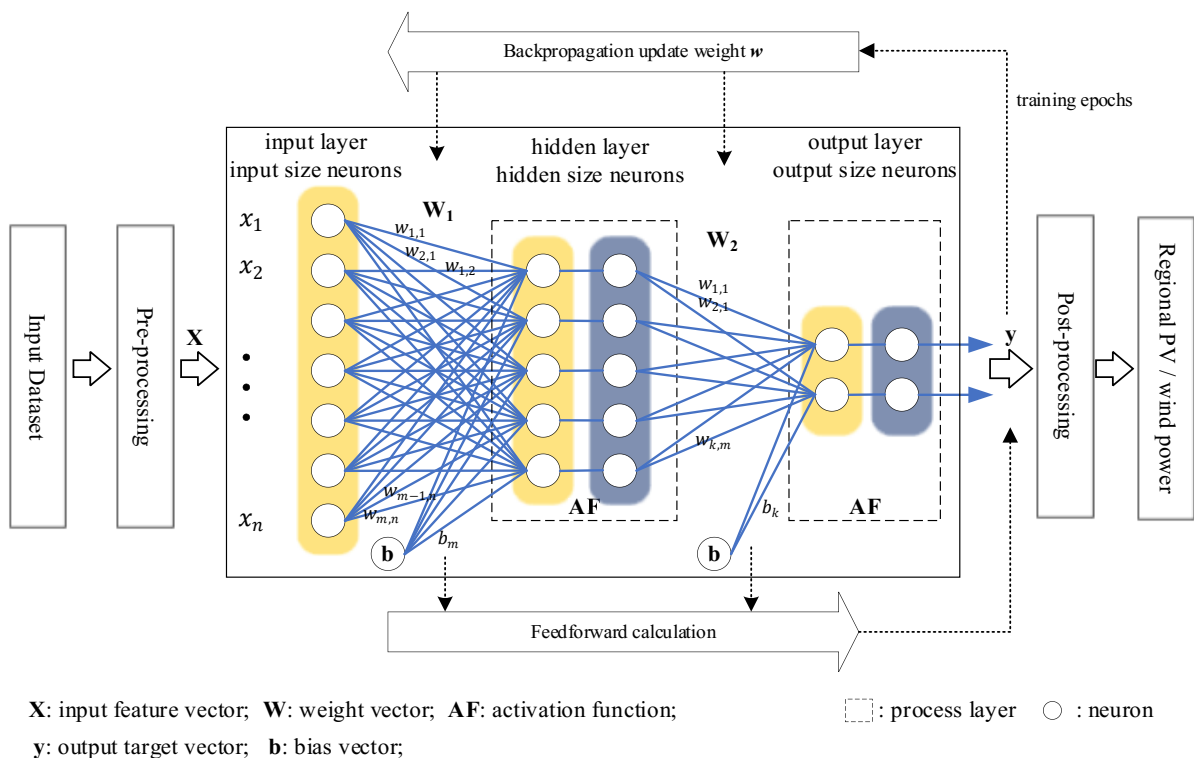 Backpropagation update weight w
training epochs
input layer
input size neurons
hidden layer
hidden size neurons
output layer
output size neurons
Input Dataset
Pre-processing
X
x₁
x₂
xₙ
W₁
w₁,₁
w₂,₁
w₁,₂
wₘ₋₁,ₙ
wₘ,ₙ
bₘ
b
AF
W₂
w₁,₁
w₂,₁
wₖ,ₘ
bₖ
b
AF
y
Post-processing
Regional PV / wind power
Feedforward calculation
X: input feature vector; W: weight vector; AF: activation function;
: process layer
: neuron
y: output target vector; b: bias vector;